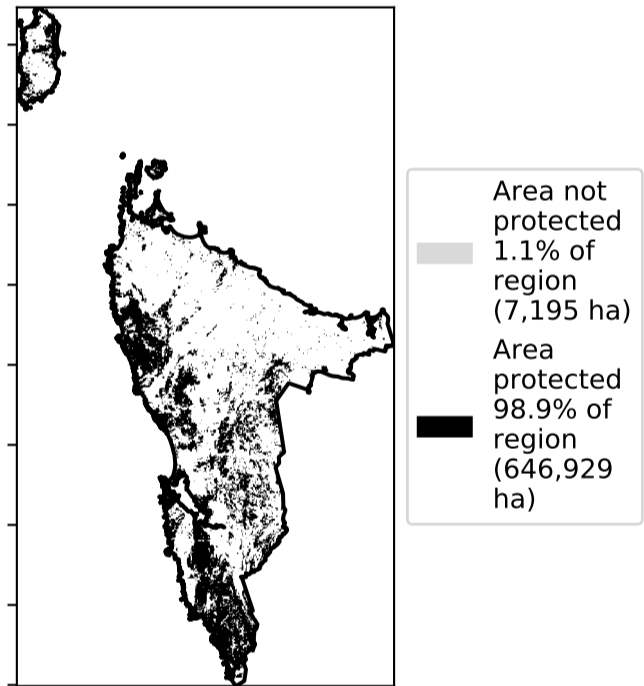 Area not
protected
1.1% of
region
(7,195 ha)
Area
protected
98.9% of
region
(646,929
ha)